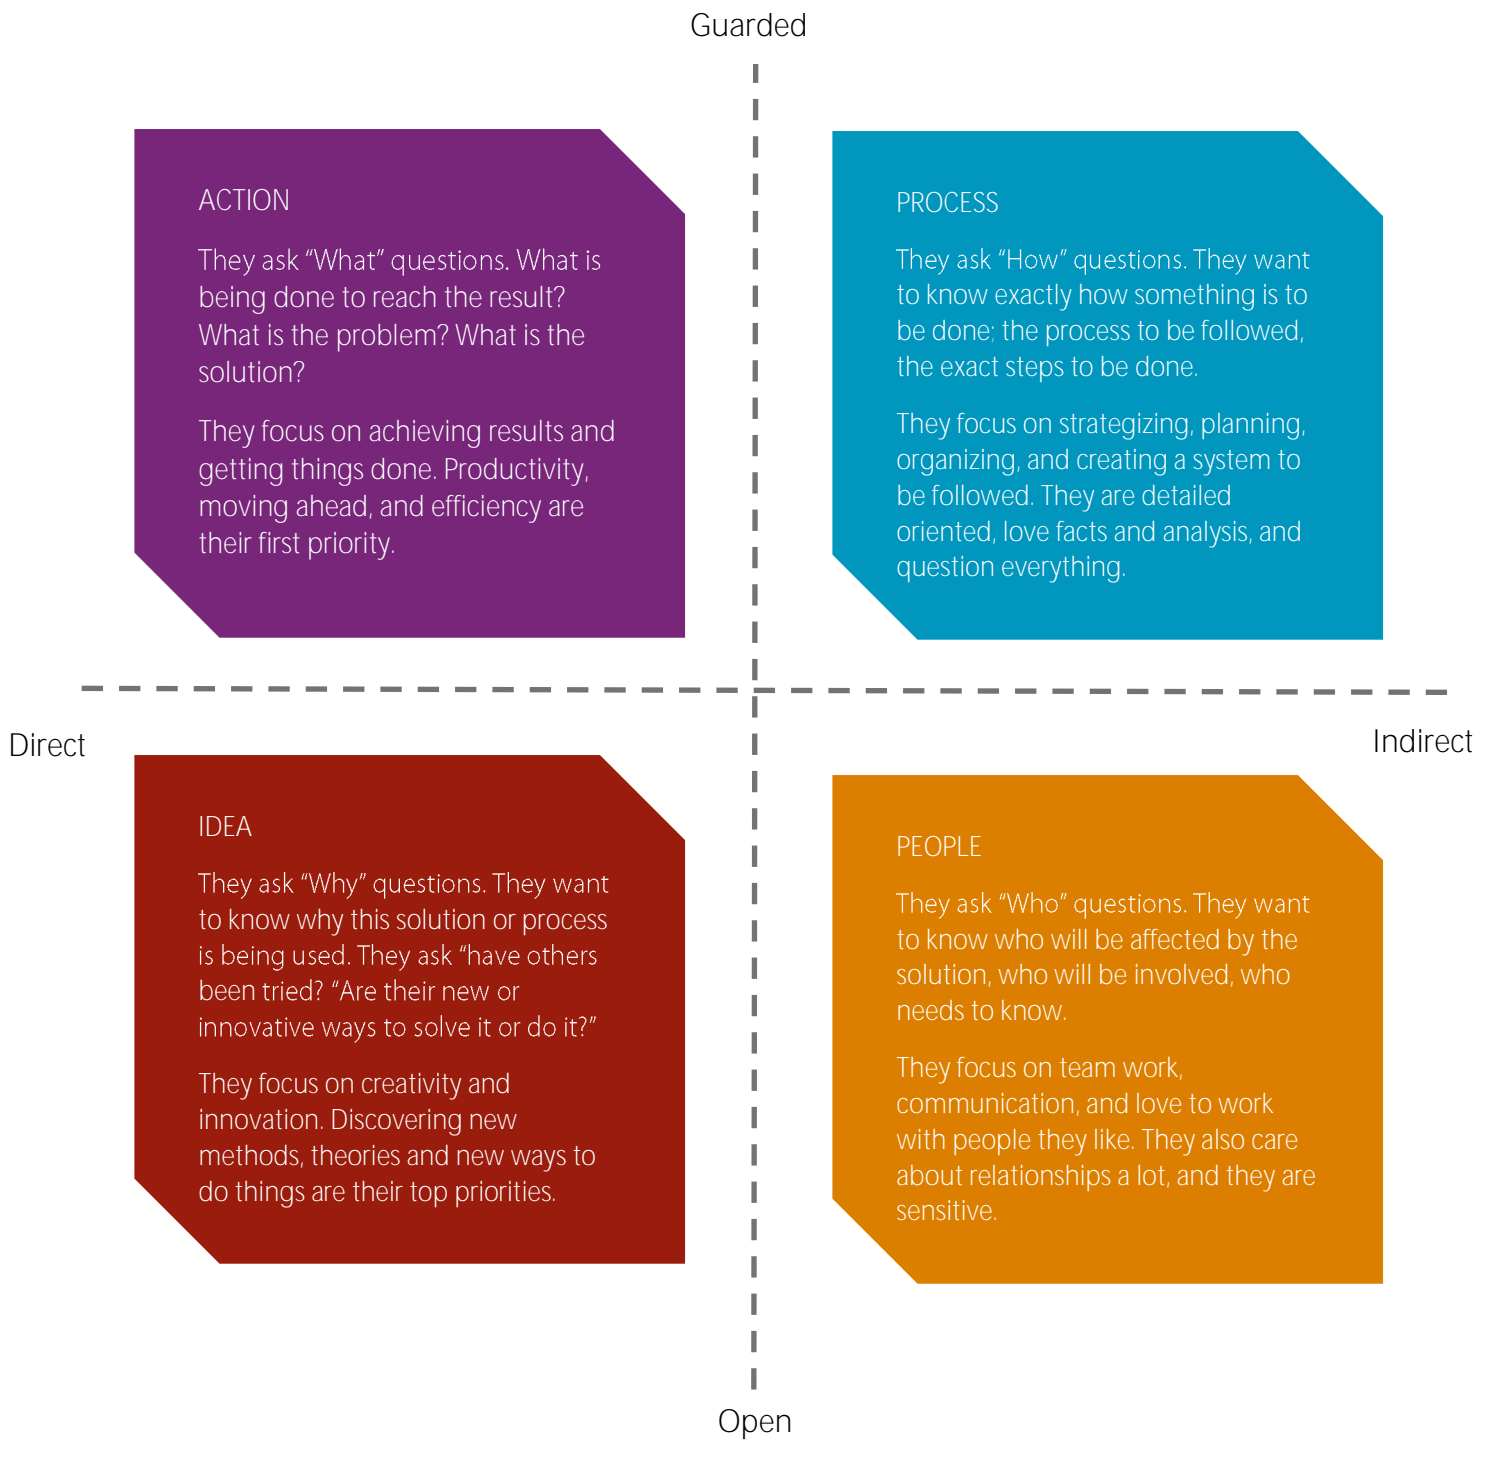 Guarded
ACTION
They ask “What” questions. What is
being done to reach the result?
What is the problem? What is the
solution?
They focus on achieving results and
getting things done. Productivity,
moving ahead, and efficiency are
their first priority.
PROCESS
They ask “How” questions. They want
to know exactly how something is to
be done; the process to be followed,
the exact steps to be done.
They focus on strategizing, planning,
organizing, and creating a system to
be followed. They are detailed
oriented, love facts and analysis, and
question everything.
Direct
Indirect
IDEA
They ask “Why” questions. They want
to know why this solution or process
is being used. They ask “have others
been tried? “Are their new or
innovative ways to solve it or do it?”
They focus on creativity and
innovation. Discovering new
methods, theories and new ways to
do things are their top priorities.
PEOPLE
They ask “Who” questions. They want
to know who will be affected by the
solution, who will be involved, who
needs to know.
They focus on team work,
communication, and love to work
with people they like. They also care
about relationships a lot, and they are
sensitive.
Open